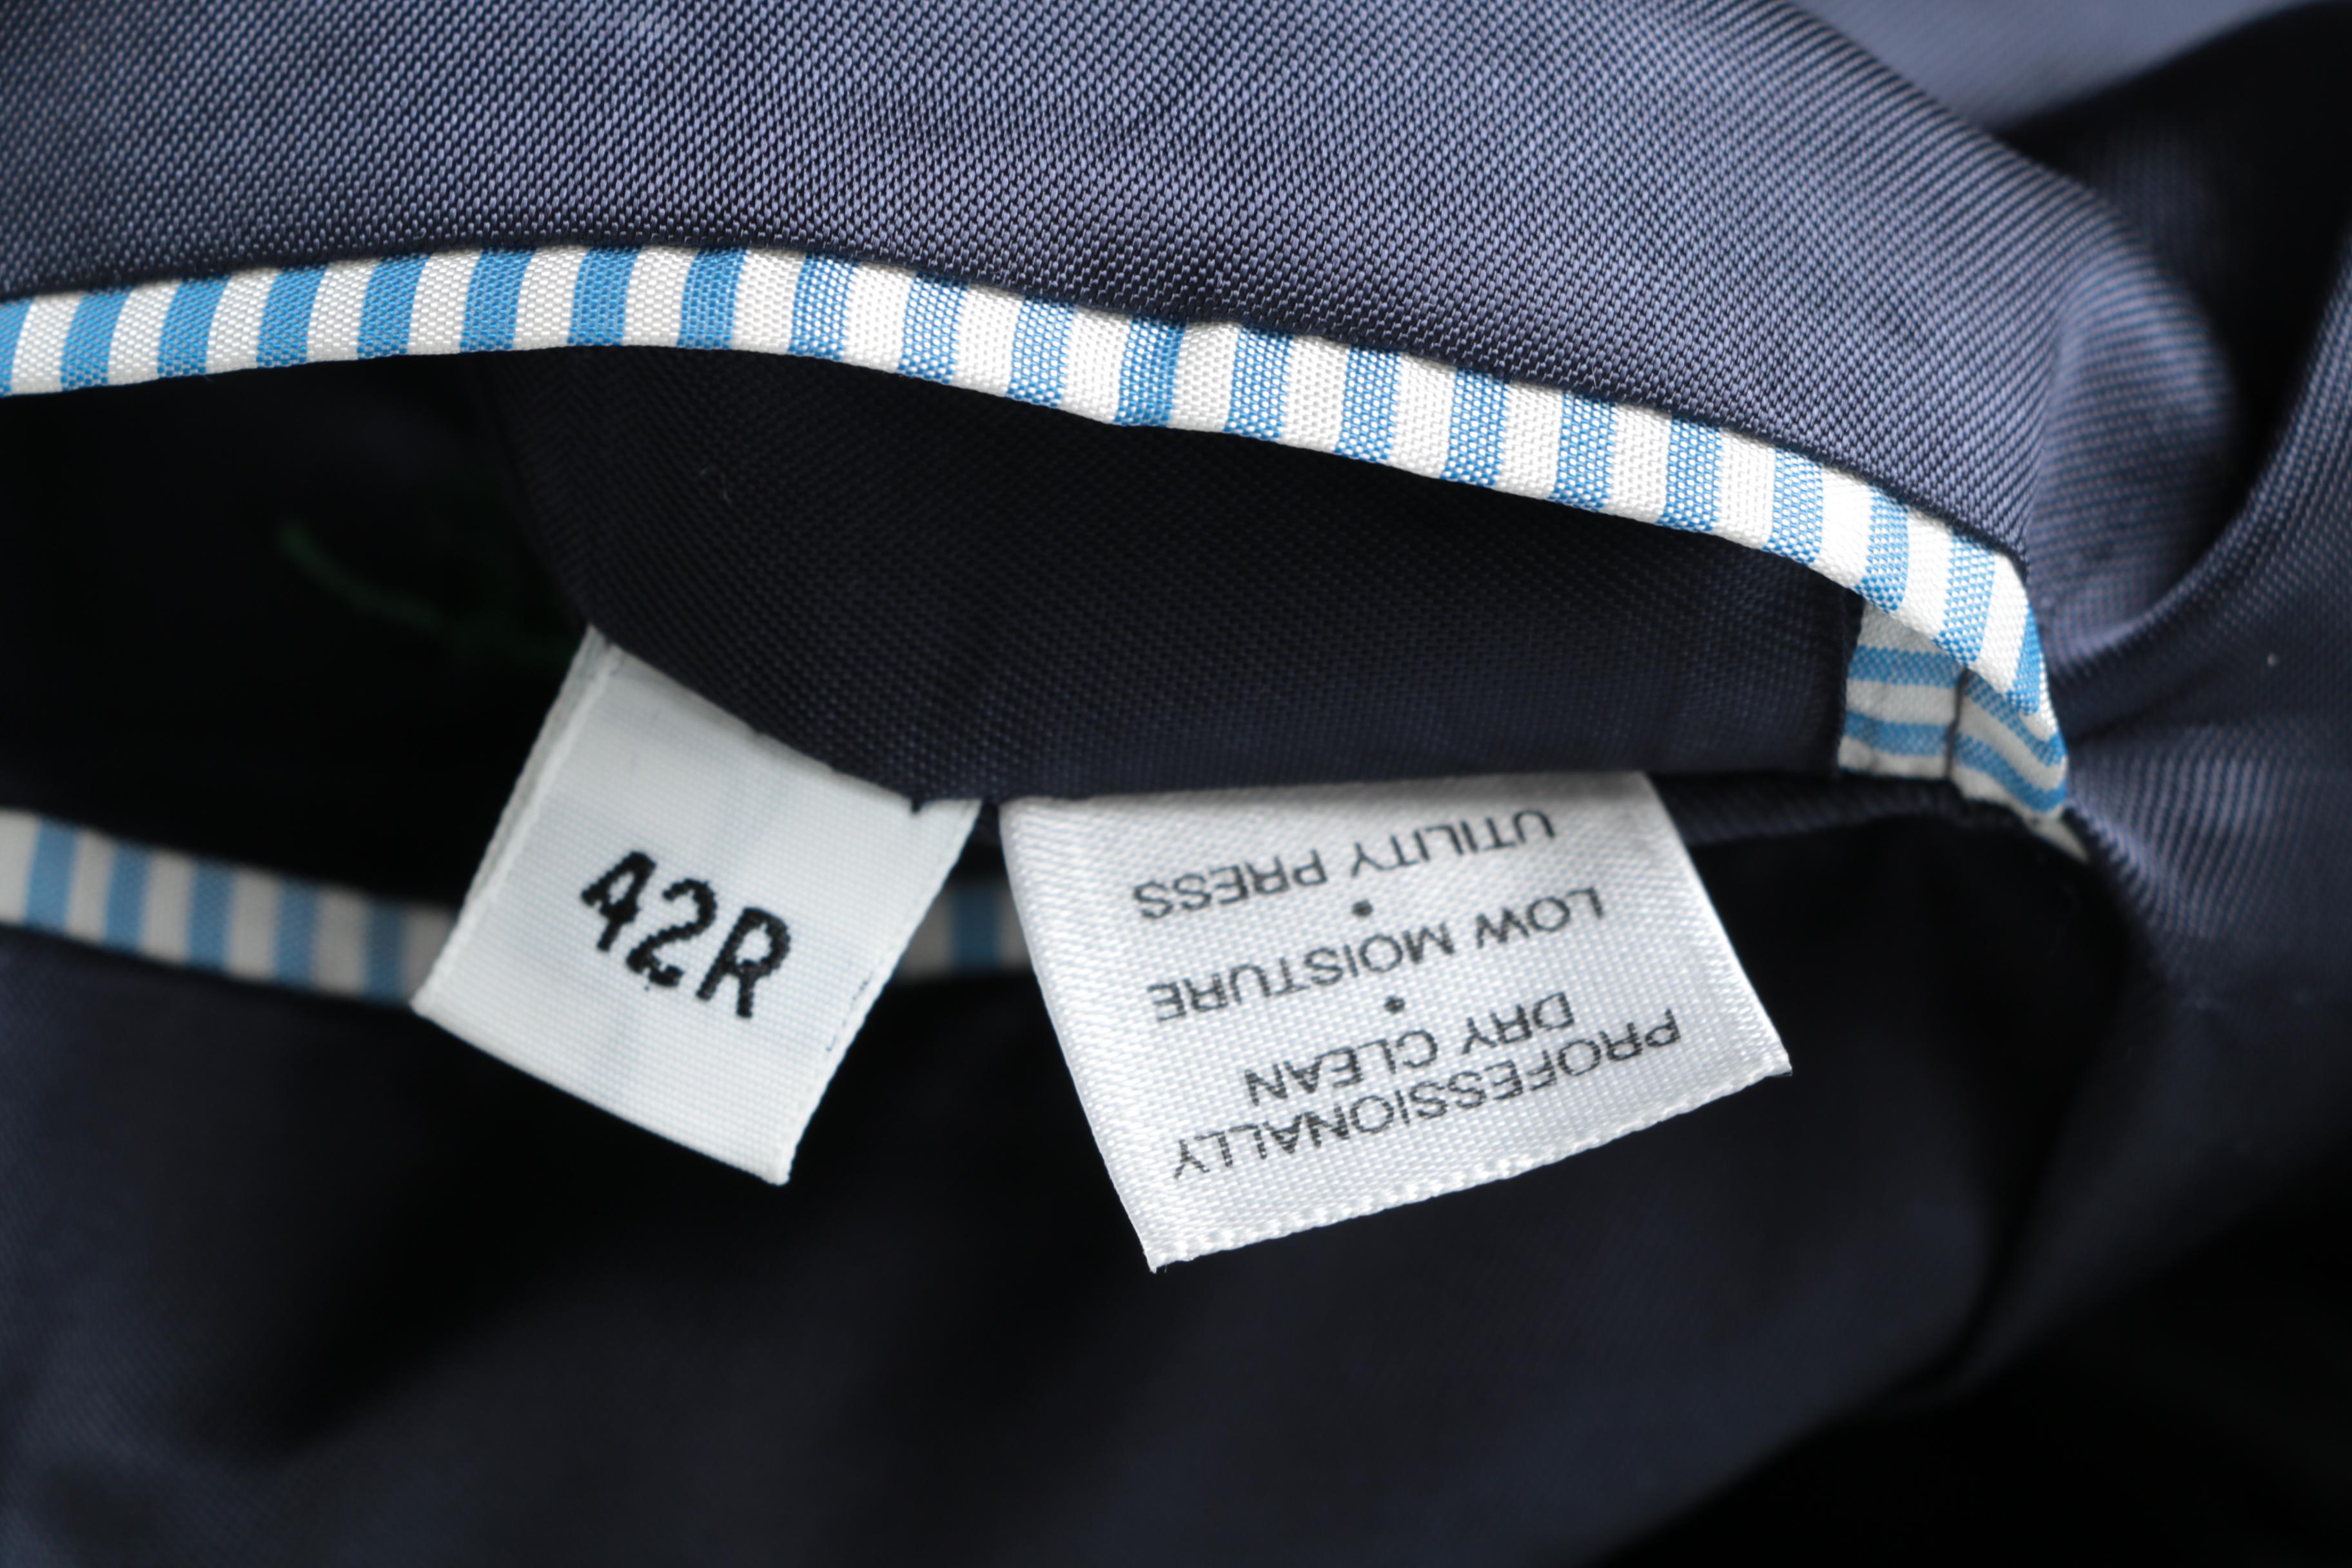 42R
PROFESSIONALLY
DRY CLEAN
•
LOW MOISTURE
•
UTILITY PRESS